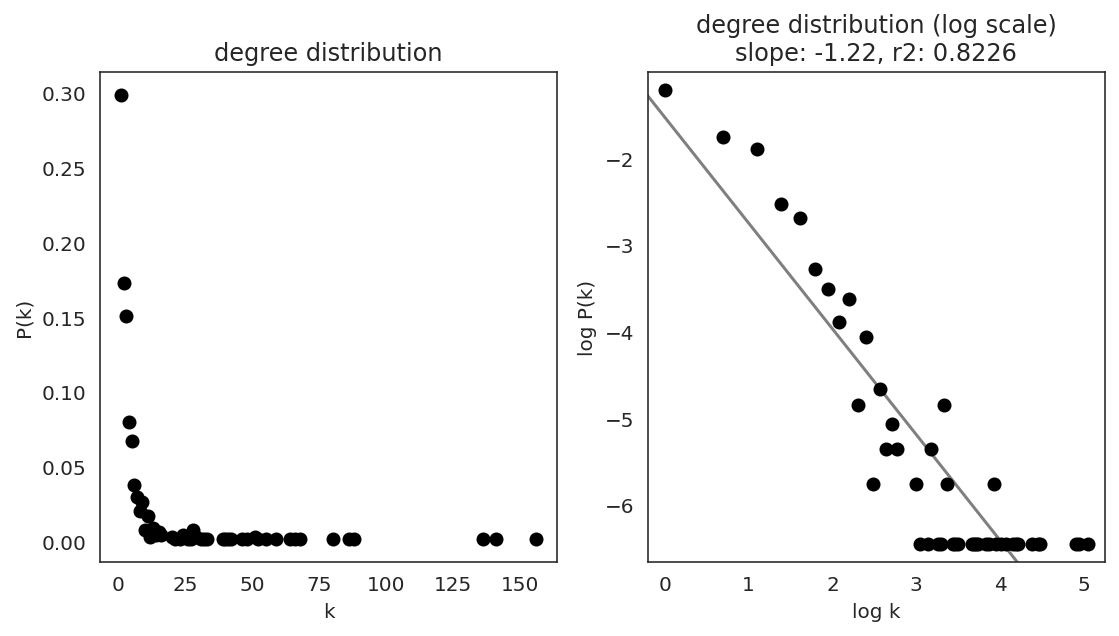 degree distribution
0.30
0.25
0.20
0.15
0.10
0.05
0.00
P(k)
0 25 50 75 100 125 150
k
degree distribution (log scale)
slope: -1.22, r2: 0.8226
−2
−3
−4
−5
−6
log P(k)
0 1 2 3 4 5
log k